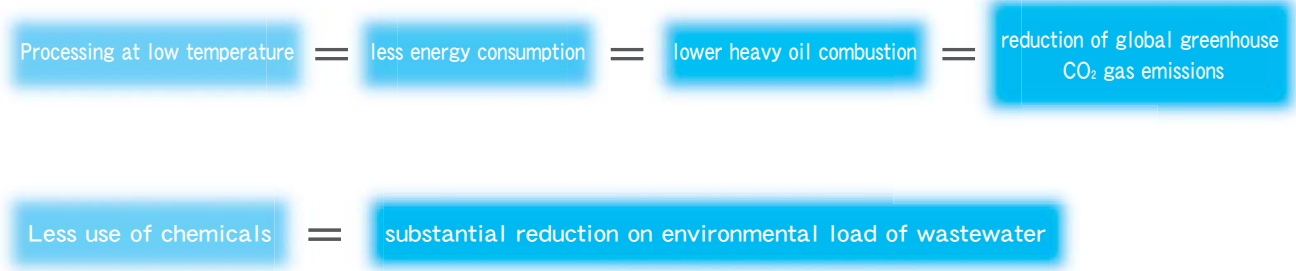 Processing at low temperature = less energy consumption = lower heavy oil combustion = reduction of global greenhouse
CO₂ gas emissions
Less use of chemicals = substantial reduction on environmental load of wastewater